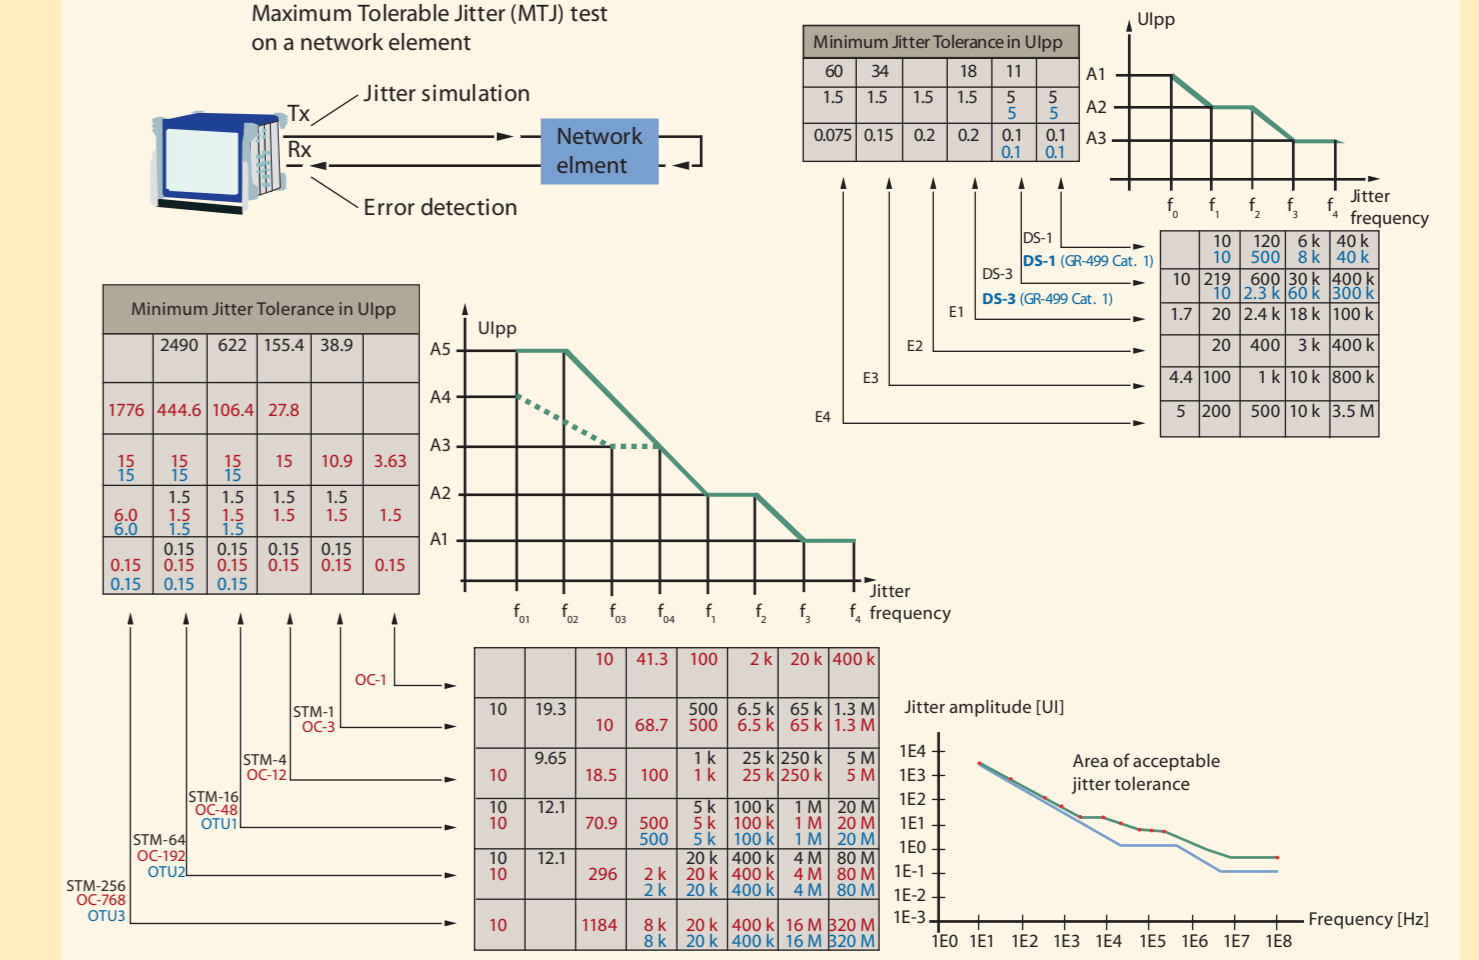 Maximum Tolerable Jitter (MTJ) test
on a network element
Tx
Jitter simulation
Rx
Network
elment
Error detection
Minimum Jitter Tolerance in UIpp
60 34 18 11
1.5 1.5 1.5 1.5 5 5
5 5
0.075 0.15 0.2 0.2 0.1 0.1
0.1 0.1
UIpp
A1
A2
A3
f0 f1 f2 f3 f4
Jitter
frequency
DS-1
DS-1 (GR-499 Cat. 1)
DS-3
DS-3 (GR-499 Cat. 1)
E1
E2
E3
E4
10 120 6 k 40 k
10 500 8 k 40 k
10 219 600 30 k 400 k
10 2.3 k 60 k 300 k
1.7 20 2.4 k 18 k 100 k
20 400 3 k 400 k
4.4 100 1 k 10 k 800 k
5 200 500 10 k 3.5 M
Minimum Jitter Tolerance in UIpp
2490 622 155.4 38.9
1776 444.6 106.4 27.8
15 15 15 15 10.9 3.63
15 15 15
1.5 1.5 1.5 1.5
6.0 1.5 1.5 1.5 1.5 1.5
6.0 1.5 1.5
0.15 0.15 0.15 0.15
0.15 0.15 0.15 0.15 0.15 0.15
0.15 0.15 0.15
UIpp
A5
A4
A3
A2
A1
f01 f02 f03 f04 f1 f2 f3 f4
Jitter
frequency
OC-1
STM-1
OC-3
STM-4
OC-12
STM-16
OC-48
OTU1
STM-64
OC-192
OTU2
STM-256
OC-768
OTU3
10 41.3 100 2 k 20 k 400 k
10 19.3 500 6.5 k 65 k 1.3 M
10 68.7 500 6.5 k 65 k 1.3 M
9.65 1 k 25 k 250 k 5 M
10 18.5 100 1 k 25 k 250 k 5 M
10 12.1 5 k 100 k 1 M 20 M
10 70.9 500 5 k 100 k 1 M 20 M
500 5 k 100 k 1 M 20 M
10 12.1 20 k 400 k 4 M 80 M
10 296 2 k 20 k 400 k 4 M 80 M
2 k 20 k 400 k 4 M 80 M
10 1184 8 k 20 k 400 k 16 M 320 M
8 k 20 k 400 k 16 M 320 M
Jitter amplitude [UI]
1E4
1E3
1E2
1E1
1E0
1E-1
1E-2
1E-3
Area of acceptable
jitter tolerance
Frequency [Hz]
1E0 1E1 1E2 1E3 1E4 1E5 1E6 1E7 1E8